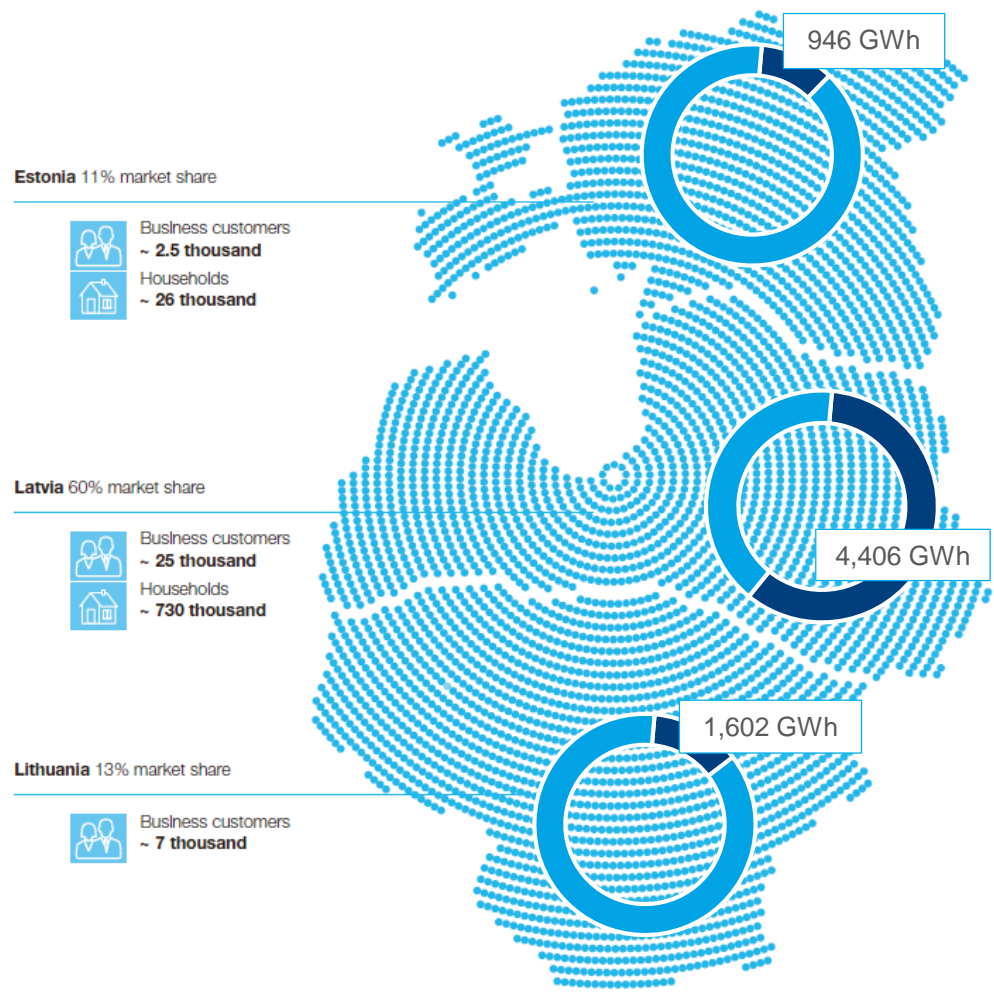 946 GWh
Estonia 11% market share
Business customers
~ 2.5 thousand
Households
~ 26 thousand
Latvia 60% market share
Business customers
~ 25 thousand
Households
~ 730 thousand
4,406 GWh
1,602 GWh
Lithuania 13% market share
Business customers
~ 7 thousand